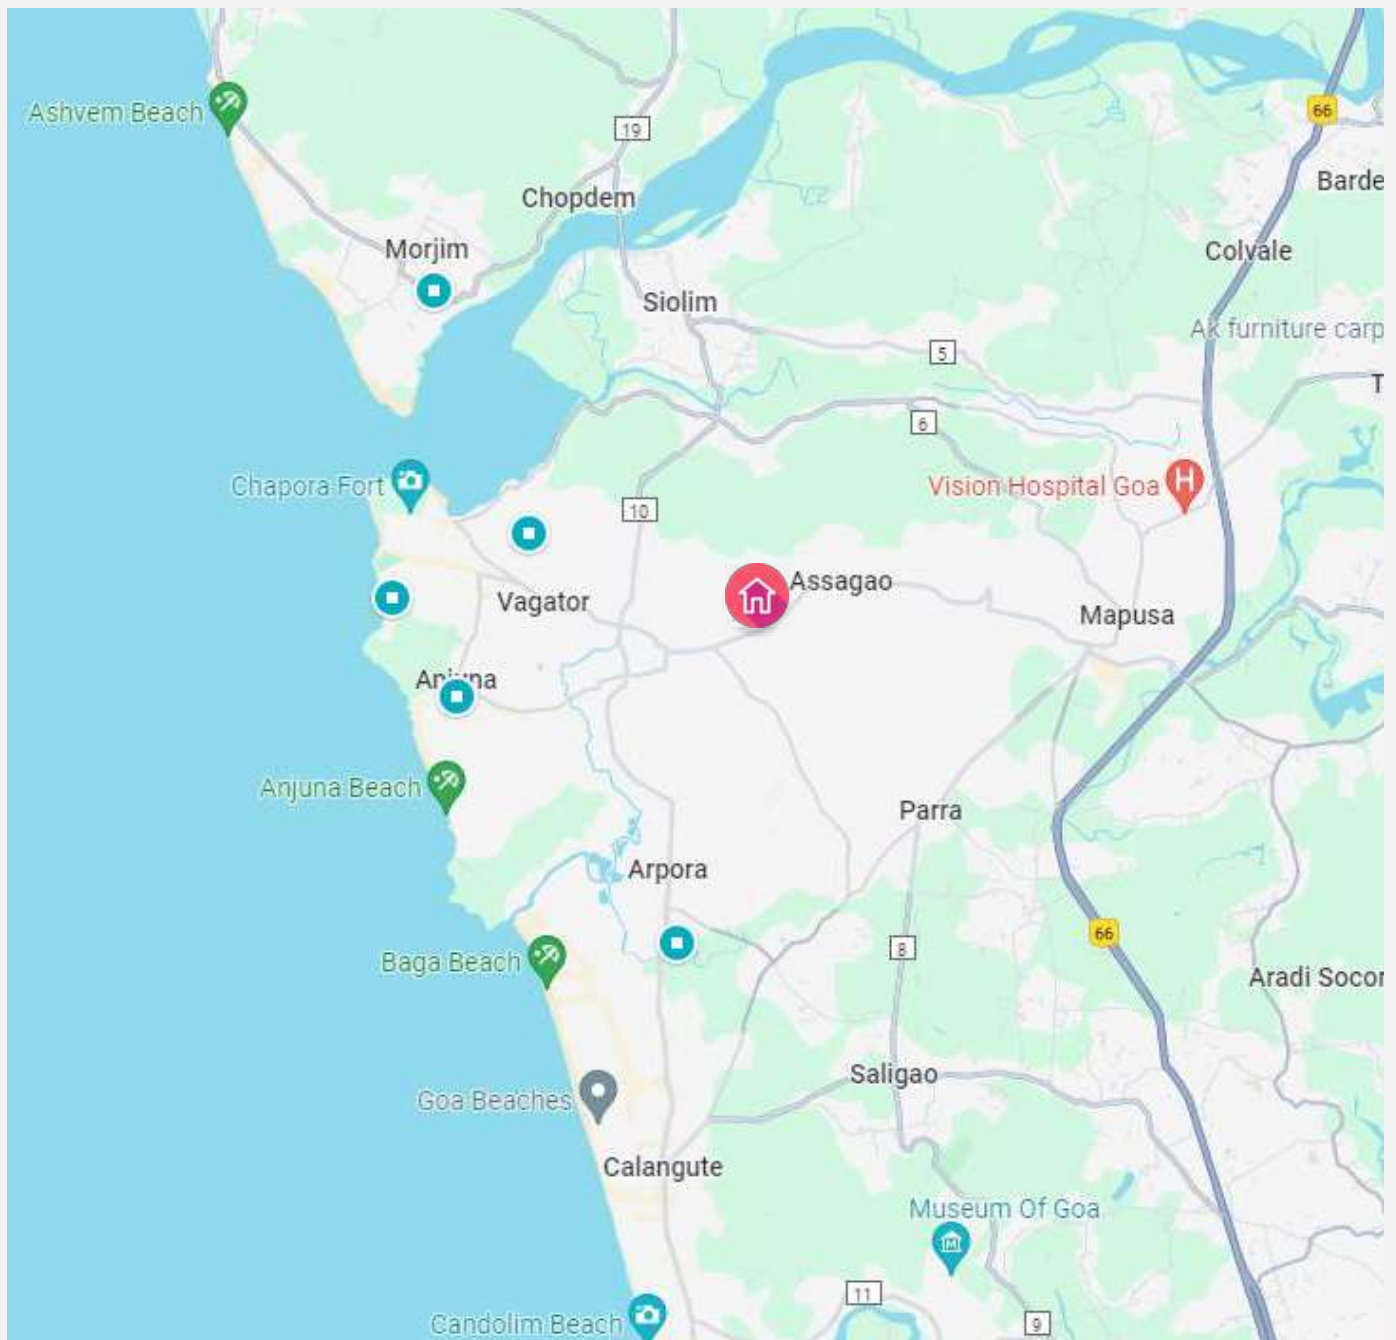 Ashvem Beach
66
19
Barde
Chopdem
Morjim
Colvale
Siolim
Ak furniture carp
5
T
6
Chapora Fort
Vision Hospital Goa
H
10
Assagao
Vagator
Mapusa
Anjuna
Anjuna Beach
Parra
Arpora
66
8
Baga Beach
Aradi Socor
Saligao
Goa Beaches
Calangute
Museum Of Goa
M
11
Candolim Beach
9